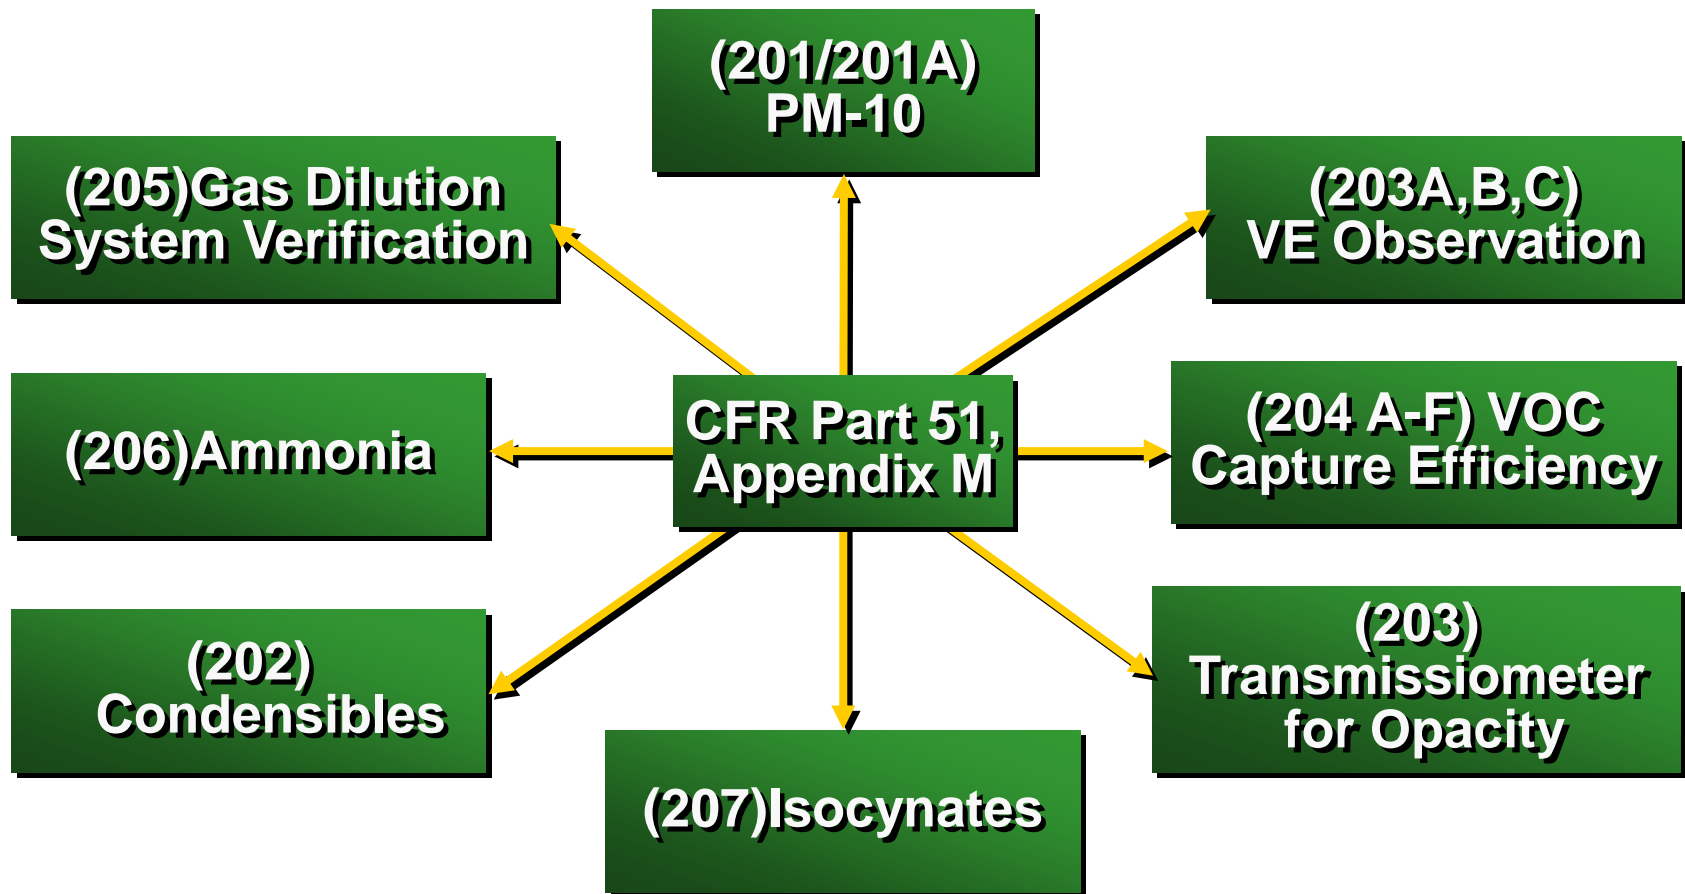 (201/201A)
PM-10
(205)Gas Dilution
System Verification
(203A,B,C)
VE Observation
(206)Ammonia
CFR Part 51,
Appendix M
(204 A-F) VOC
Capture Efficiency
(202)
Condensibles
(203)
Transmissiometer
for Opacity
(207)Isocynates